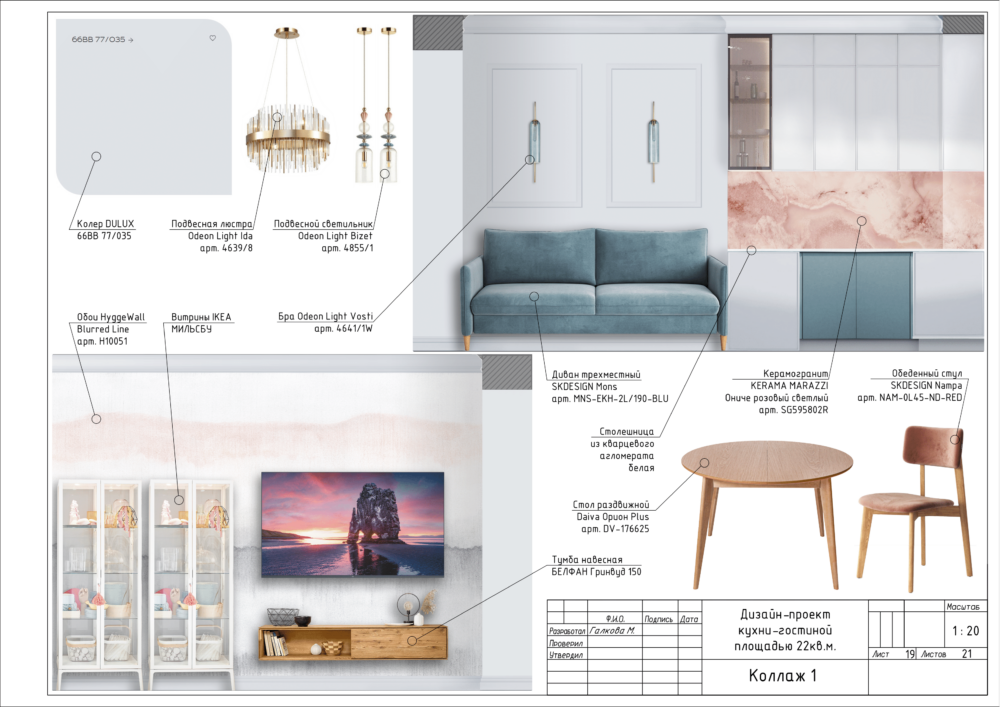 66BB 77/035 →
Колер DULUX
66BB 77/035
Подвесная люстра
Odeon Light Ida
арт. 4639/8
Подвесной светильник
Odeon Light Bizet
арт. 4855/1
Обои HyggeWall
Blurred Line
арт. H10051
Витрины IKEA
МИЛЬСБУ
Бра Odeon Light Vosti
арт. 4641/1W
Диван трехместный
SKDESIGN Mons
арт. MNS-EKH-2L/190-BLU
Керамогранит
KERAMA MARAZZI
Ониче розовый светлый
арт. SG595802R
Обеденный стул
SKDESIGN Nampa
арт. NAM-0L45-ND-RED
Столешница
из кварцевого
агломерата
белая
Стол раздвижной
Daiva Орион Plus
арт. DV-176625
Тумба навесная
БЕЛФАН Гринвуд 150
Ф.И.О. Подпись Дата
Разработал Галкова М.
Проверил
Утвердил
Дизайн-проект
кухни-гостиной
площадью 22кв.м.
Коллаж 1
Масштаб
1 : 20
Лист 19 Листов 21